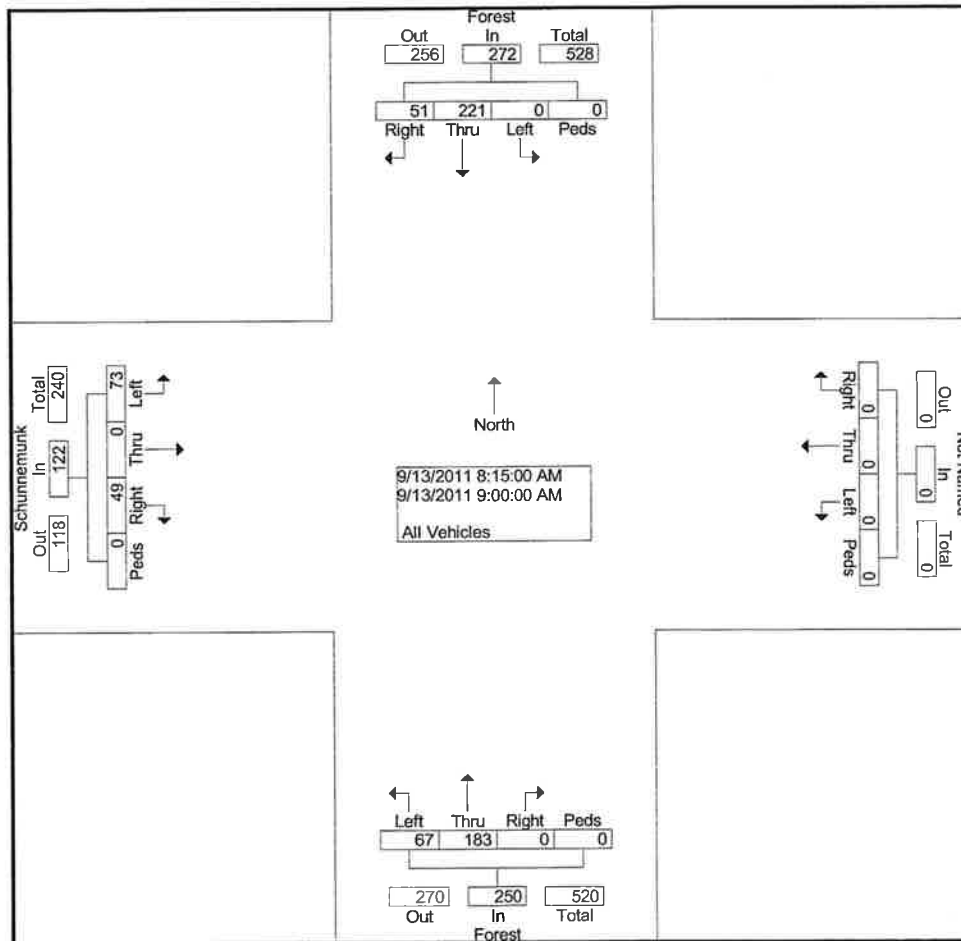 Forest
Out In Total
256 272 528
51 221 0 0
Right Thru Left Peds
Schunnemunk
Total In Out
240 122 118
73 0 49 0
Left Thru Right Peds
North
9/13/2011 8:15:00 AM
9/13/2011 9:00:00 AM
All Vehicles
Right Thru Left Peds
0 0 0 0
Out In Total
0 0 0
Left Thru Right Peds
67 183 0 0
270 250 520
Out In Total
Forest